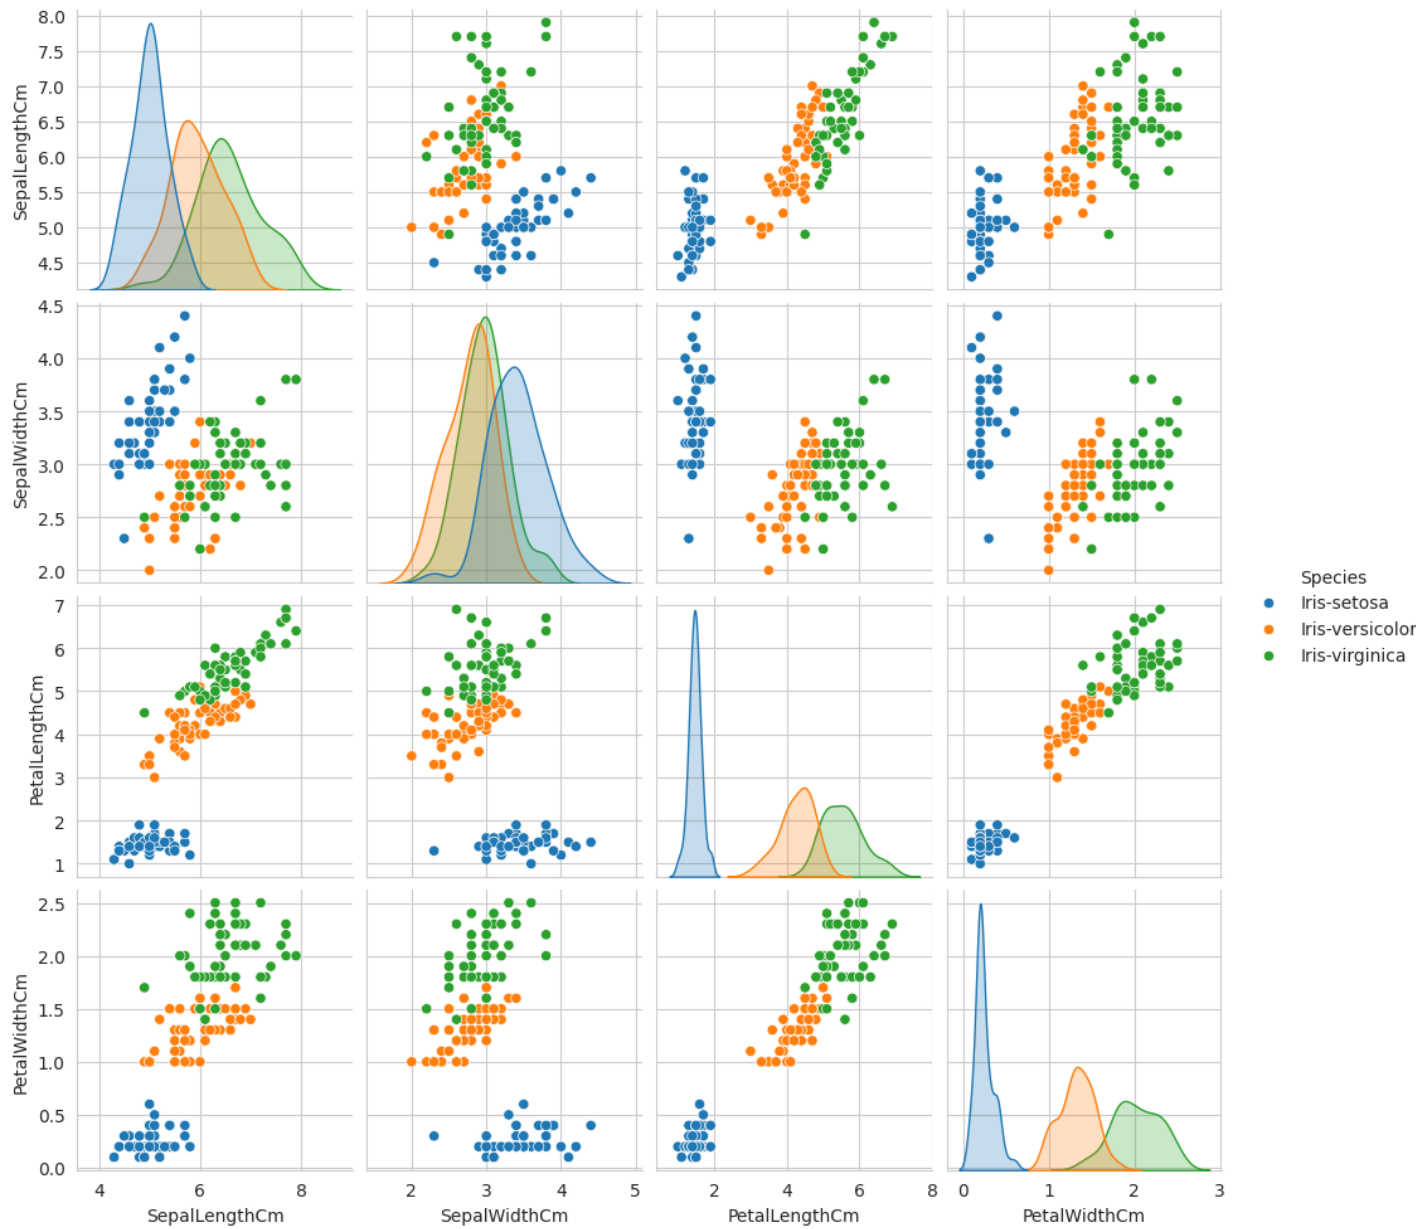 SepalLengthCm
8.0
7.5
7.0
6.5
6.0
5.5
5.0
4.5
SepalWidthCm
4.5
4.0
3.5
3.0
2.5
2.0
PetalLengthCm
7
6
5
4
3
2
1
PetalWidthCm
2.5
2.0
1.5
1.0
0.5
0.0
4 6 8
SepalLengthCm
2 3 4 5
SepalWidthCm
2 4 6 8
PetalLengthCm
0 1 2 3
PetalWidthCm
Species
Iris-setosa
Iris-versicolor
Iris-virginica